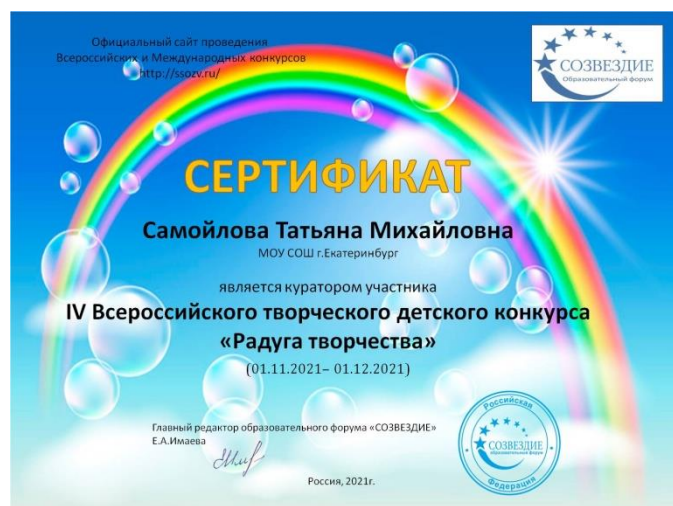 Официальный сайт проведения
Всероссийских и Международных конкурсов
http://ssozv.ru/
СОЗВЕЗДИЕ
Образовательный форум
СЕРТИФИКАТ
Самойлова Татьяна Михайловна
МОУ СОШ г.Екатеринбург
является куратором участника
IV Всероссийского творческого детского конкурса
«Радуга творчества»
(01.11.2021– 01.12.2021)
Главный редактор образовательного форума «СОЗВЕЗДИЕ»
Е.А.Имаева
Российская
СОЗВЕЗДИЕ
образовательный форум
Федерация
Россия, 2021г.